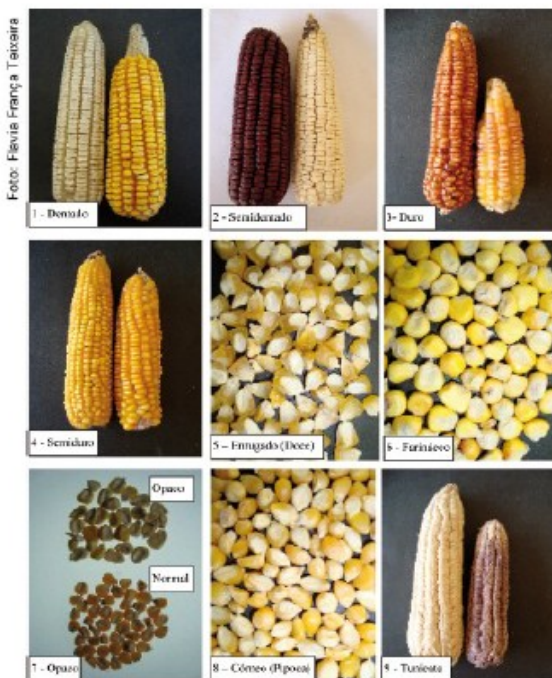 Foto: Flavia França Teixeira
1 - Dentado
2 - Semidentado
3- Duro
4 - Semiduro
5 – Enrugado (Doce)
6 - Farináceo
Opaco
Normal
7 - Opaco
8 – Córneo (Pipoca)
9 - Tunicata